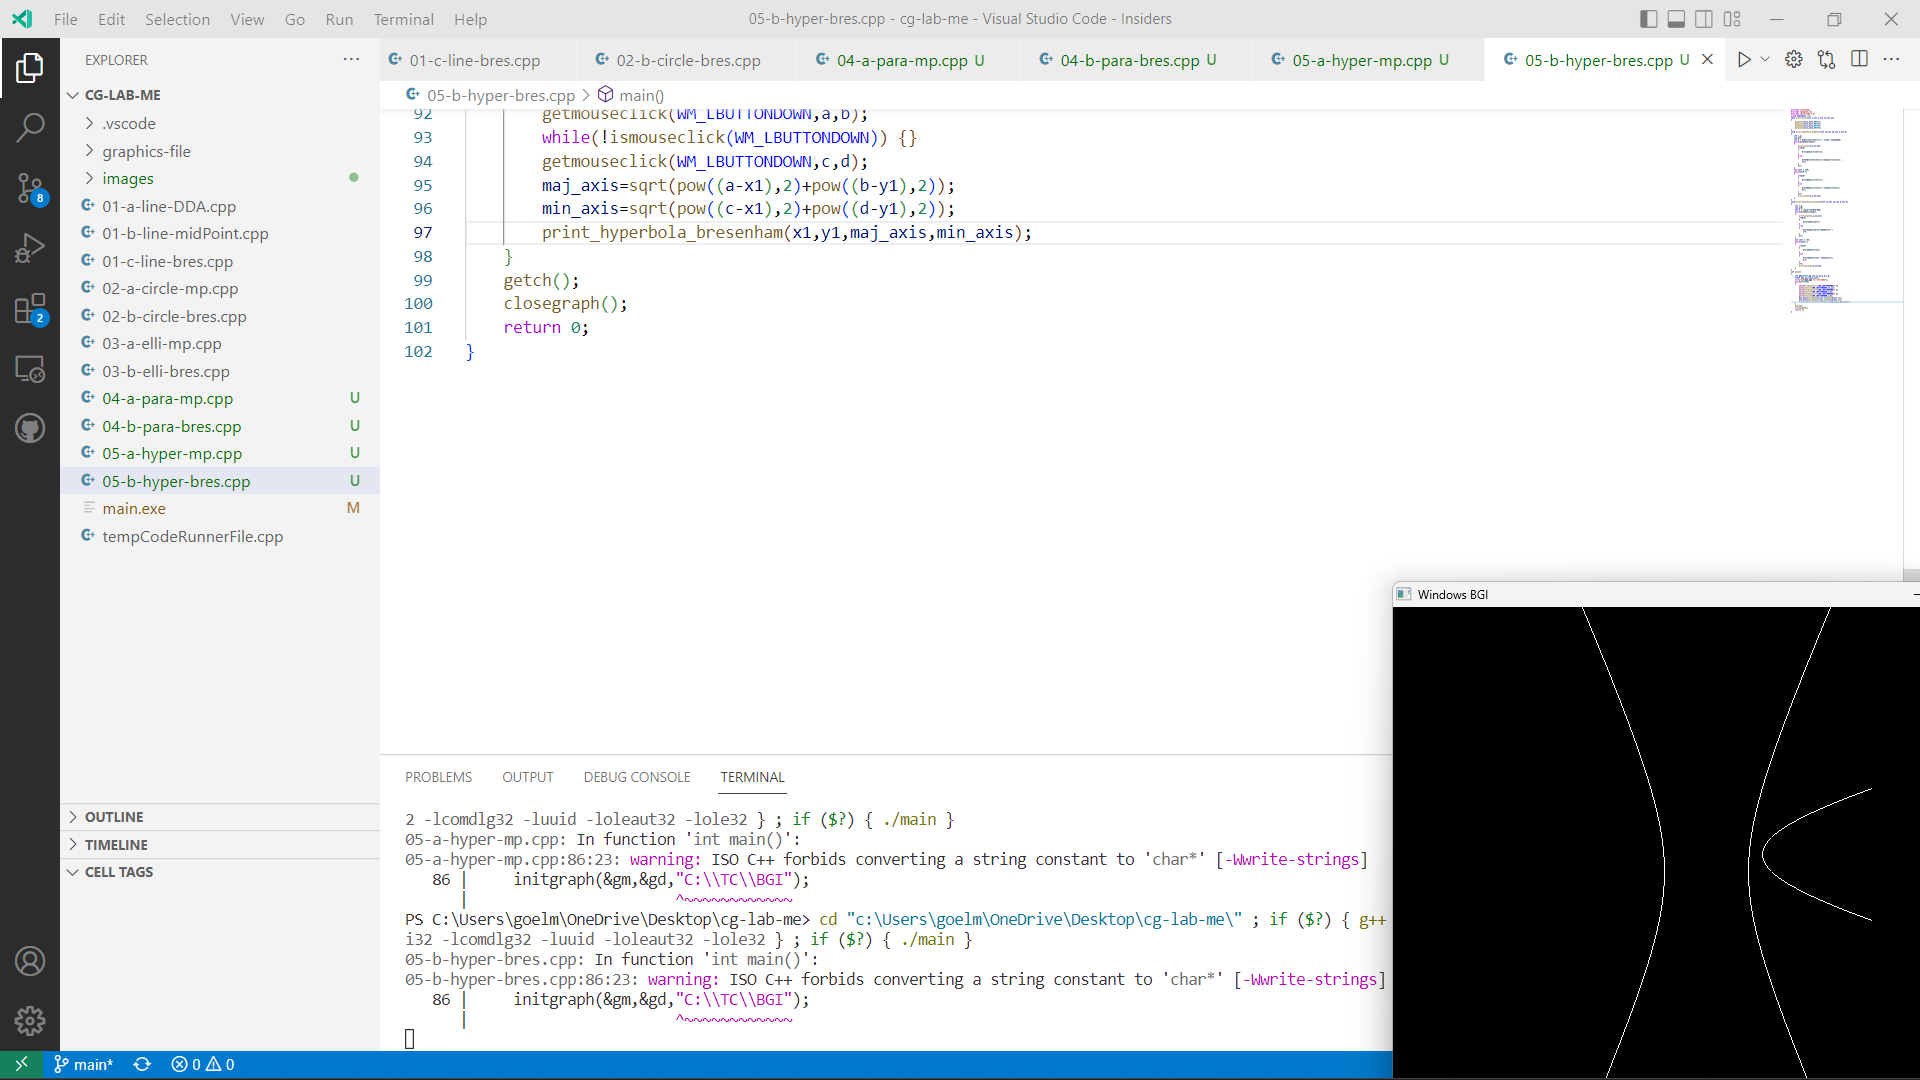 File Edit Selection View Go Run Terminal Help
05-b-hyper-bres.cpp - cg-lab-me - Visual Studio Code - Insiders
EXPLORER
CG-LAB-ME
.vscode
graphics-file
images
01-a-line-DDA.cpp
01-b-line-midPoint.cpp
01-c-line-bres.cpp
02-a-circle-mp.cpp
02-b-circle-bres.cpp
03-a-elli-mp.cpp
03-b-elli-bres.cpp
04-a-para-mp.cpp U
04-b-para-bres.cpp U
05-a-hyper-mp.cpp U
05-b-hyper-bres.cpp U
main.exe M
tempCodeRunnerFile.cpp
OUTLINE
TIMELINE
CELL TAGS
8
2
01-c-line-bres.cpp 02-b-circle-bres.cpp 04-a-para-mp.cpp U 04-b-para-bres.cpp U 05-a-hyper-mp.cpp U 05-b-hyper-bres.cpp U
05-b-hyper-bres.cpp > main()
92 getmouseclick(WM_LBUTTONDOWN,a,b);
93 while(!ismouseclick(WM_LBUTTONDOWN)) {}
94 getmouseclick(WM_LBUTTONDOWN,c,d);
95 maj_axis=sqrt(pow((a-x1),2)+pow((b-y1),2));
96 min_axis=sqrt(pow((c-x1),2)+pow((d-y1),2));
97 print_hyperbola_bresenham(x1,y1,maj_axis,min_axis);
98 }
99 getch();
100 closegraph();
101 return 0;
102 }
PROBLEMS OUTPUT DEBUG CONSOLE TERMINAL
2 -lcomdlg32 -luuid -loleaut32 -lole32 } ; if ($?) { ./main }
05-a-hyper-mp.cpp: In function 'int main()':
05-a-hyper-mp.cpp:86:23: warning: ISO C++ forbids converting a string constant to 'char*' [-Wwrite-strings]
86 | initgraph(&gm,&gd,"C:\\TC\\BGI");
| ^~~~~~~~~~~~~
PS C:\Users\goelm\OneDrive\Desktop\cg-lab-me> cd "c:\Users\goelm\OneDrive\Desktop\cg-lab-me\" ; if ($?) { g++
i32 -lcomdlg32 -luuid -loleaut32 -lole32 } ; if ($?) { ./main }
05-b-hyper-bres.cpp: In function 'int main()':
05-b-hyper-bres.cpp:86:23: warning: ISO C++ forbids converting a string constant to 'char*' [-Wwrite-strings]
86 | initgraph(&gm,&gd,"C:\\TC\\BGI");
| ^~~~~~~~~~~~~
Windows BGI
main* 0 0